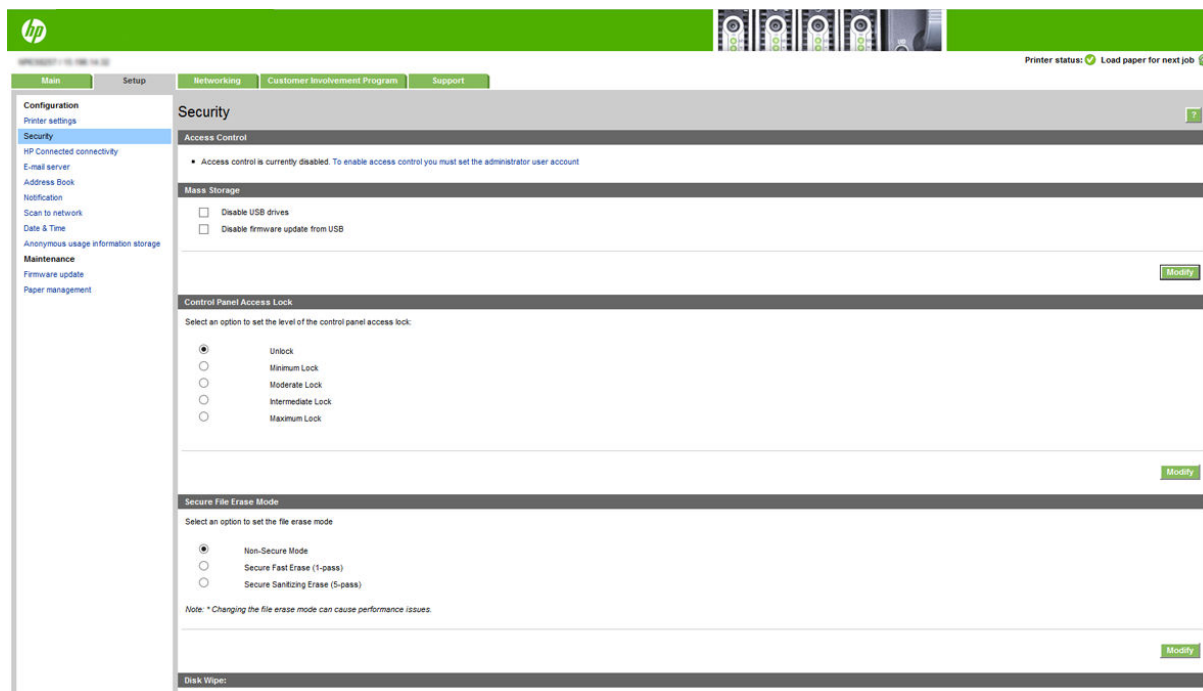 hp
Printer status: Load paper for next job
Main Setup Networking Customer Involvement Program Support
Configuration
Printer settings
Security
HP Connected connectivity
E-mail server
Address Book
Notification
Scan to network
Date & Time
Anonymous usage information storage
Maintenance
Firmware update
Paper management
Security
?
Access Control
Access control is currently disabled. To enable access control you must set the administrator user account
Mass Storage
Disable USB drives
Disable firmware update from USB
Modify
Control Panel Access Lock
Select an option to set the level of the control panel access lock:
Unlock
Minimum Lock
Moderate Lock
Intermediate Lock
Maximum Lock
Modify
Secure File Erase Mode
Select an option to set the file erase mode
Non-Secure Mode
Secure Fast Erase (1-pass)
Secure Sanitizing Erase (5-pass)
Note: * Changing the file erase mode can cause performance issues.
Modify
Disk Wipe: